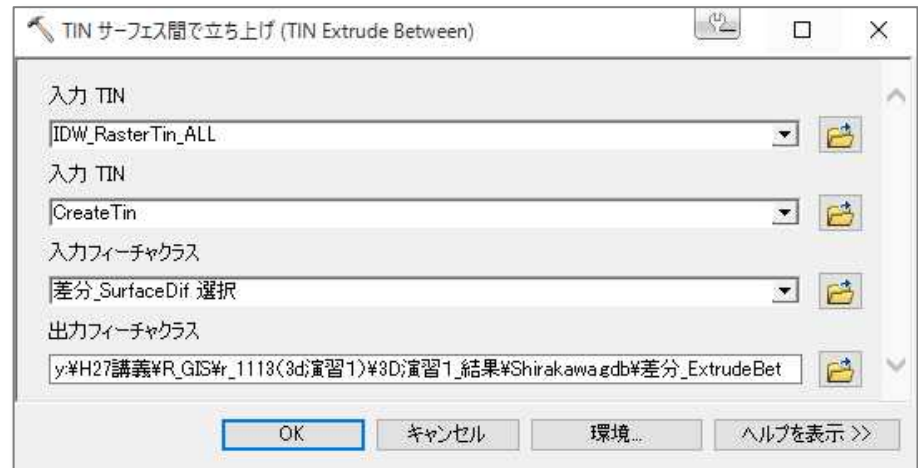 TIN サーフェス間で立ち上げ (TIN Extrude Between)
入力 TIN
IDW_RasterTin_ALL
入力 TIN
CreateTin
入力フィーチャクラス
差分_SurfaceDif 選択
出力フィーチャクラス
y:¥H27講義¥R_GIS¥r_1113(3d演習1)¥3D演習1_結果¥Shirakawa.gdb¥差分_ExtrudeBet
OK
キャンセル
環境...
ヘルプを表示 >>